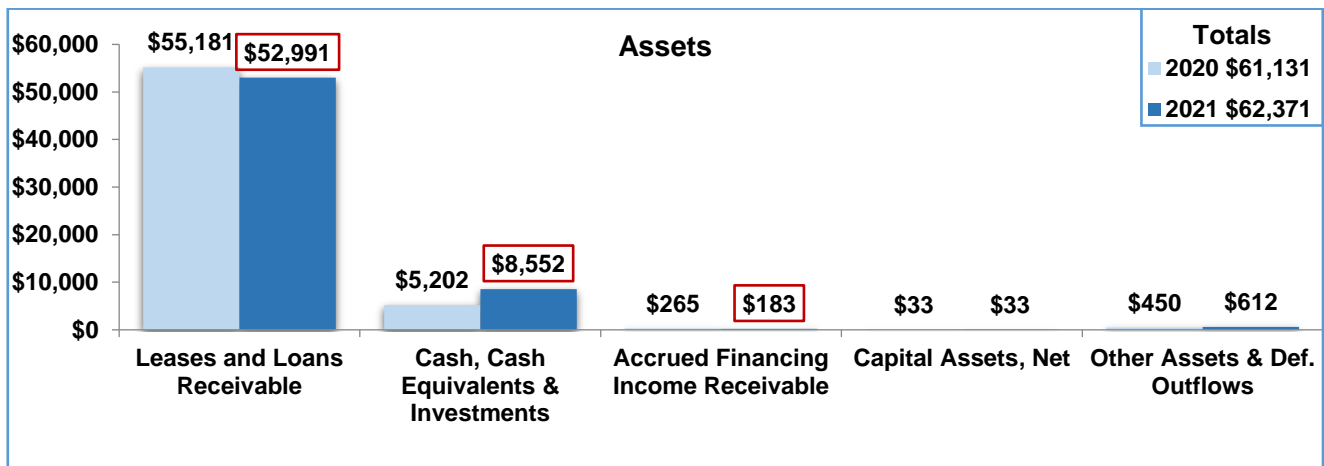 Assets
Totals
2020 $61,131
2021 $62,371
$60,000
$50,000
$40,000
$30,000
$20,000
$10,000
$0
$55,181
$52,991
$5,202
$8,552
$265
$183
$33
$33
$450
$612
Leases and Loans
Receivable
Cash, Cash
Equivalents &
Investments
Accrued Financing
Income Receivable
Capital Assets, Net
Other Assets & Def.
Outflows